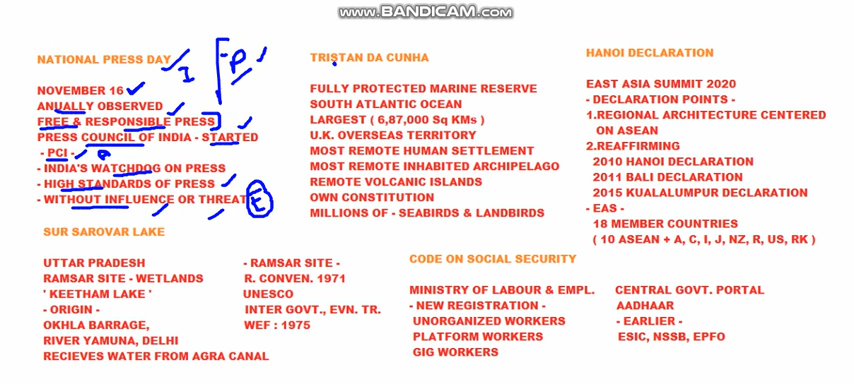 www.BANDICAM.com
NATIONAL PRESS DAY
I
P
NOVEMBER 16
ANUALLY OBSERVED
FREE & RESPONSIBLE PRESS
PRESS COUNCIL OF INDIA - STARTED
- PCI -
- INDIA'S WATCHDOG ON PRESS
- HIGH STANDARDS OF PRESS
- WITHOUT INFLUENCE OR THREAT
t
TRISTAN DA CUNHA
FULLY PROTECTED MARINE RESERVE
SOUTH ATLANTIC OCEAN
LARGEST ( 6,87,000 Sq KMs )
U.K. OVERSEAS TERRITORY
MOST REMOTE HUMAN SETTLEMENT
MOST REMOTE INHABITED ARCHIPELAGO
REMOTE VOLCANIC ISLANDS
OWN CONSTITUTION
MILLIONS OF - SEABIRDS & LANDBIRDS
HANOI DECLARATION
EAST ASIA SUMMIT 2020
- DECLARATION POINTS -
1.REGIONAL ARCHITECTURE CENTERED
ON ASEAN
2.REAFFIRING
2010 HANOI DECLARATION
2011 BALI DECLARATION
2015 KUALALUMPUR DECLARATION
- EAS -
18 MEMBER COUNTRIES
( 10 ASEAN + A, C, I, J, NZ, R, US, RK )
SUR SAROVAR LAKE
UTTAR PRADESH
RAMSAR SITE - WETLANDS
' KEETHAM LAKE '
- ORIGIN -
OKHLA BARRAGE,
RIVER YAMUNA, DELHI
RECIEVES WATER FROM AGRA CANAL
- RAMSAR SITE -
R. CONVEN. 1971
UNESCO
INTER GOVT., EVN. TR.
WEF : 1975
CODE ON SOCIAL SECURITY
MINISTRY OF LABOUR & EMPL.
- NEW REGISTRATION -
UNORGANIZED WORKERS
PLATFORM WORKERS
GIG WORKERS
CENTRAL GOVT. PORTAL
AADHAAR
- EARLIER -
ESIC, NSSB, EPFO